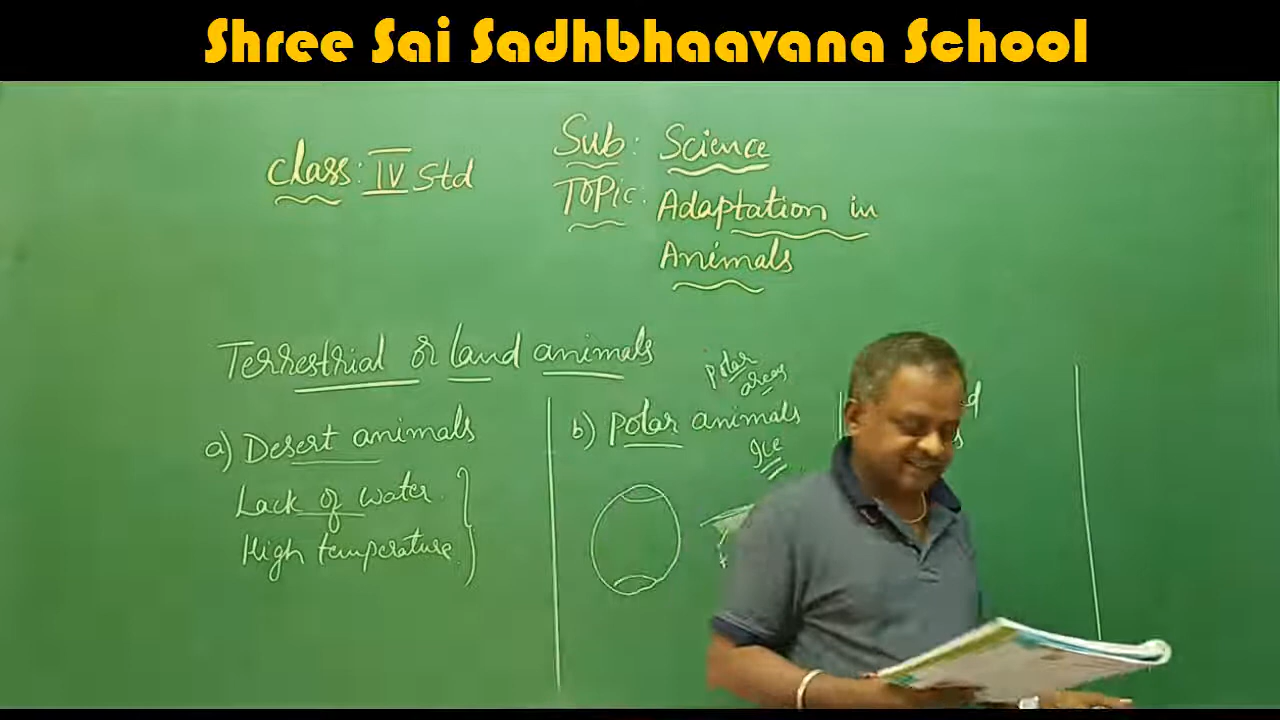 Shree Sai Sadhbhaavana School
Class: IV Std
Sub: Science
Topic: Adaptation in
Animals
Terrestrial or land animals
a) Desert animals
Lack of water
High temperature
polar
areas
b) Polar animals
Ice